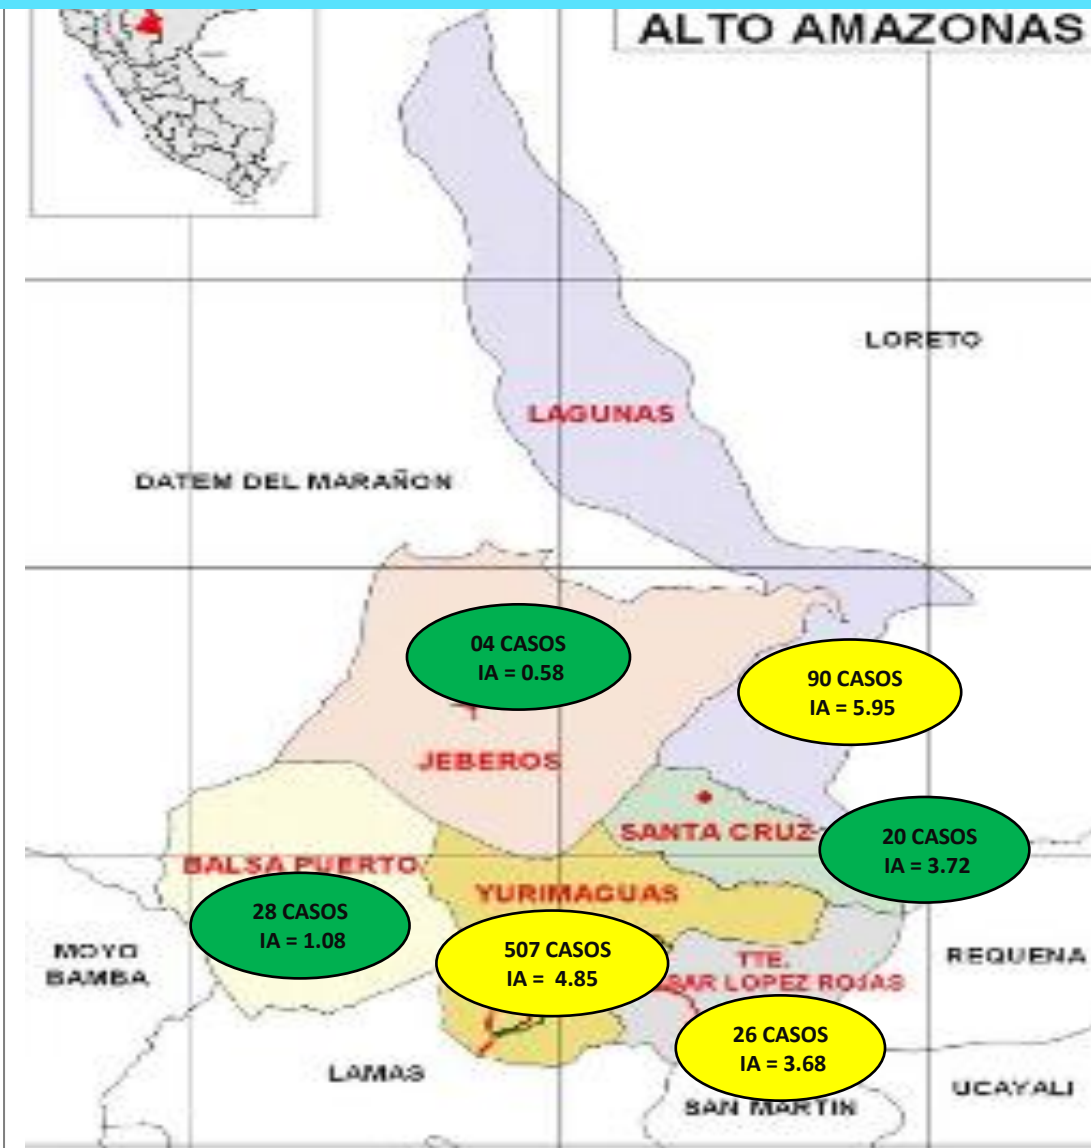 ALTO AMAZONAS
LORETO
LAGUNAS
DATEM DEL MARAÑON
04 CASOS
IA = 0.58
90 CASOS
IA = 5.95
JEBEROS
SANTA CRUZ
20 CASOS
IA = 3.72
BALSA PUERTO
YURIMAGUAS
28 CASOS
IA = 1.08
507 CASOS
IA = 4.85
MOYO
BAMBA
TTE.
SAR LOPEZ ROJAS
REQUENA
26 CASOS
IA = 3.68
LAMAS
UCAYALI
SAN MARTIN